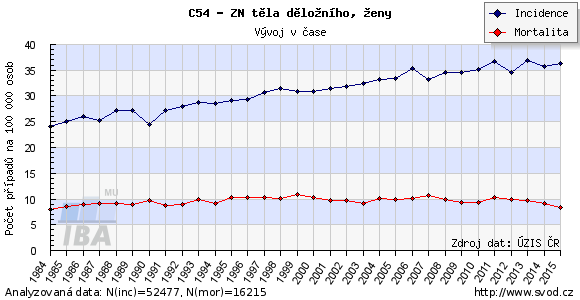 C54 - ZN těla děložního, ženy
Vývoj v čase
Incidence
Mortalita
Počet případů na 100 000 osob
40
35
30
25
20
15
10
5
0
MU
IBA
Zdroj dat: ÚZIS ČR
1984 1985 1986 1987 1988 1989 1990 1991 1992 1993 1994 1995 1996 1997 1998 1999 2000 2001 2002 2003 2004 2005 2006 2007 2008 2009 2010 2011 2012 2013 2014 2015
Analyzovaná data: N(inc)=52477, N(mor)=16215
http://www.svod.cz